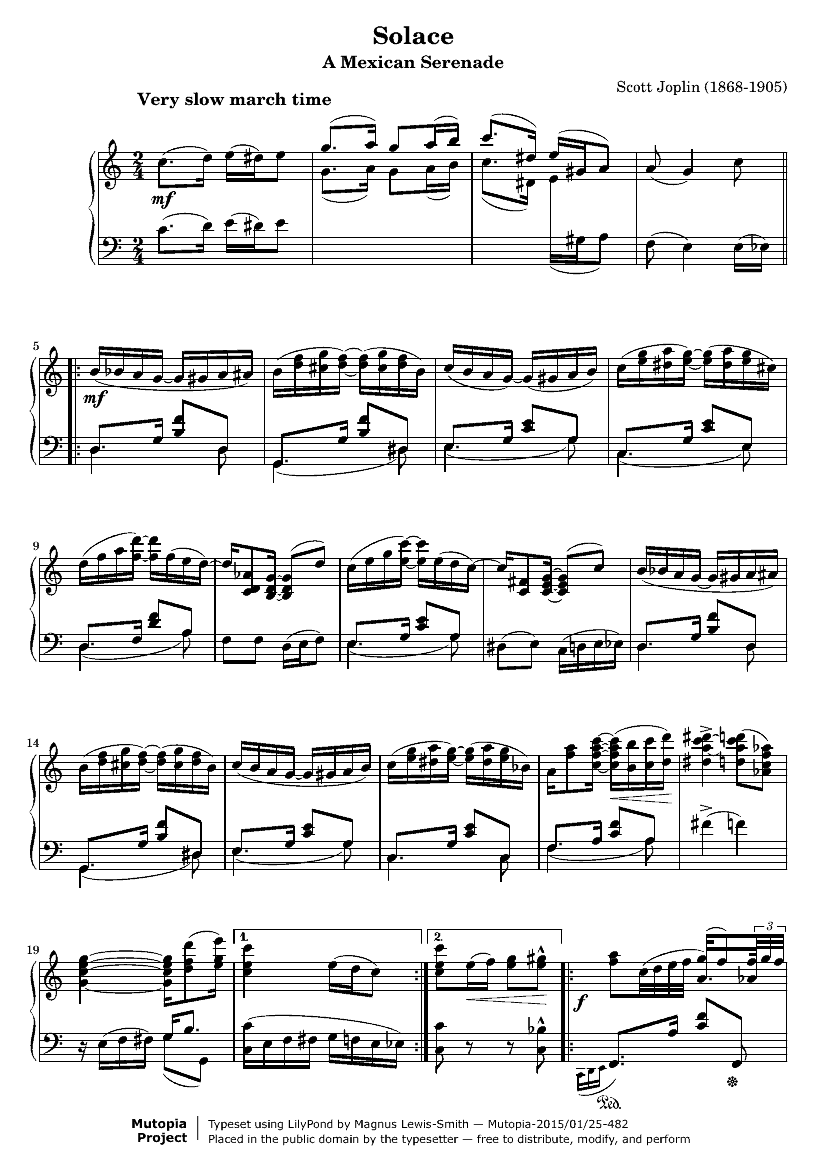 Solace
A Mexican Serenade
Scott Joplin (1868-1905)
Very slow march time
mf
5
mf
9
14
19
1.
2.
3
f
Ped.
Mutopia Project
Typeset using LilyPond by Magnus Lewis-Smith — Mutopia-2015/01/25-482
Placed in the public domain by the typesetter — free to distribute, modify, and perform